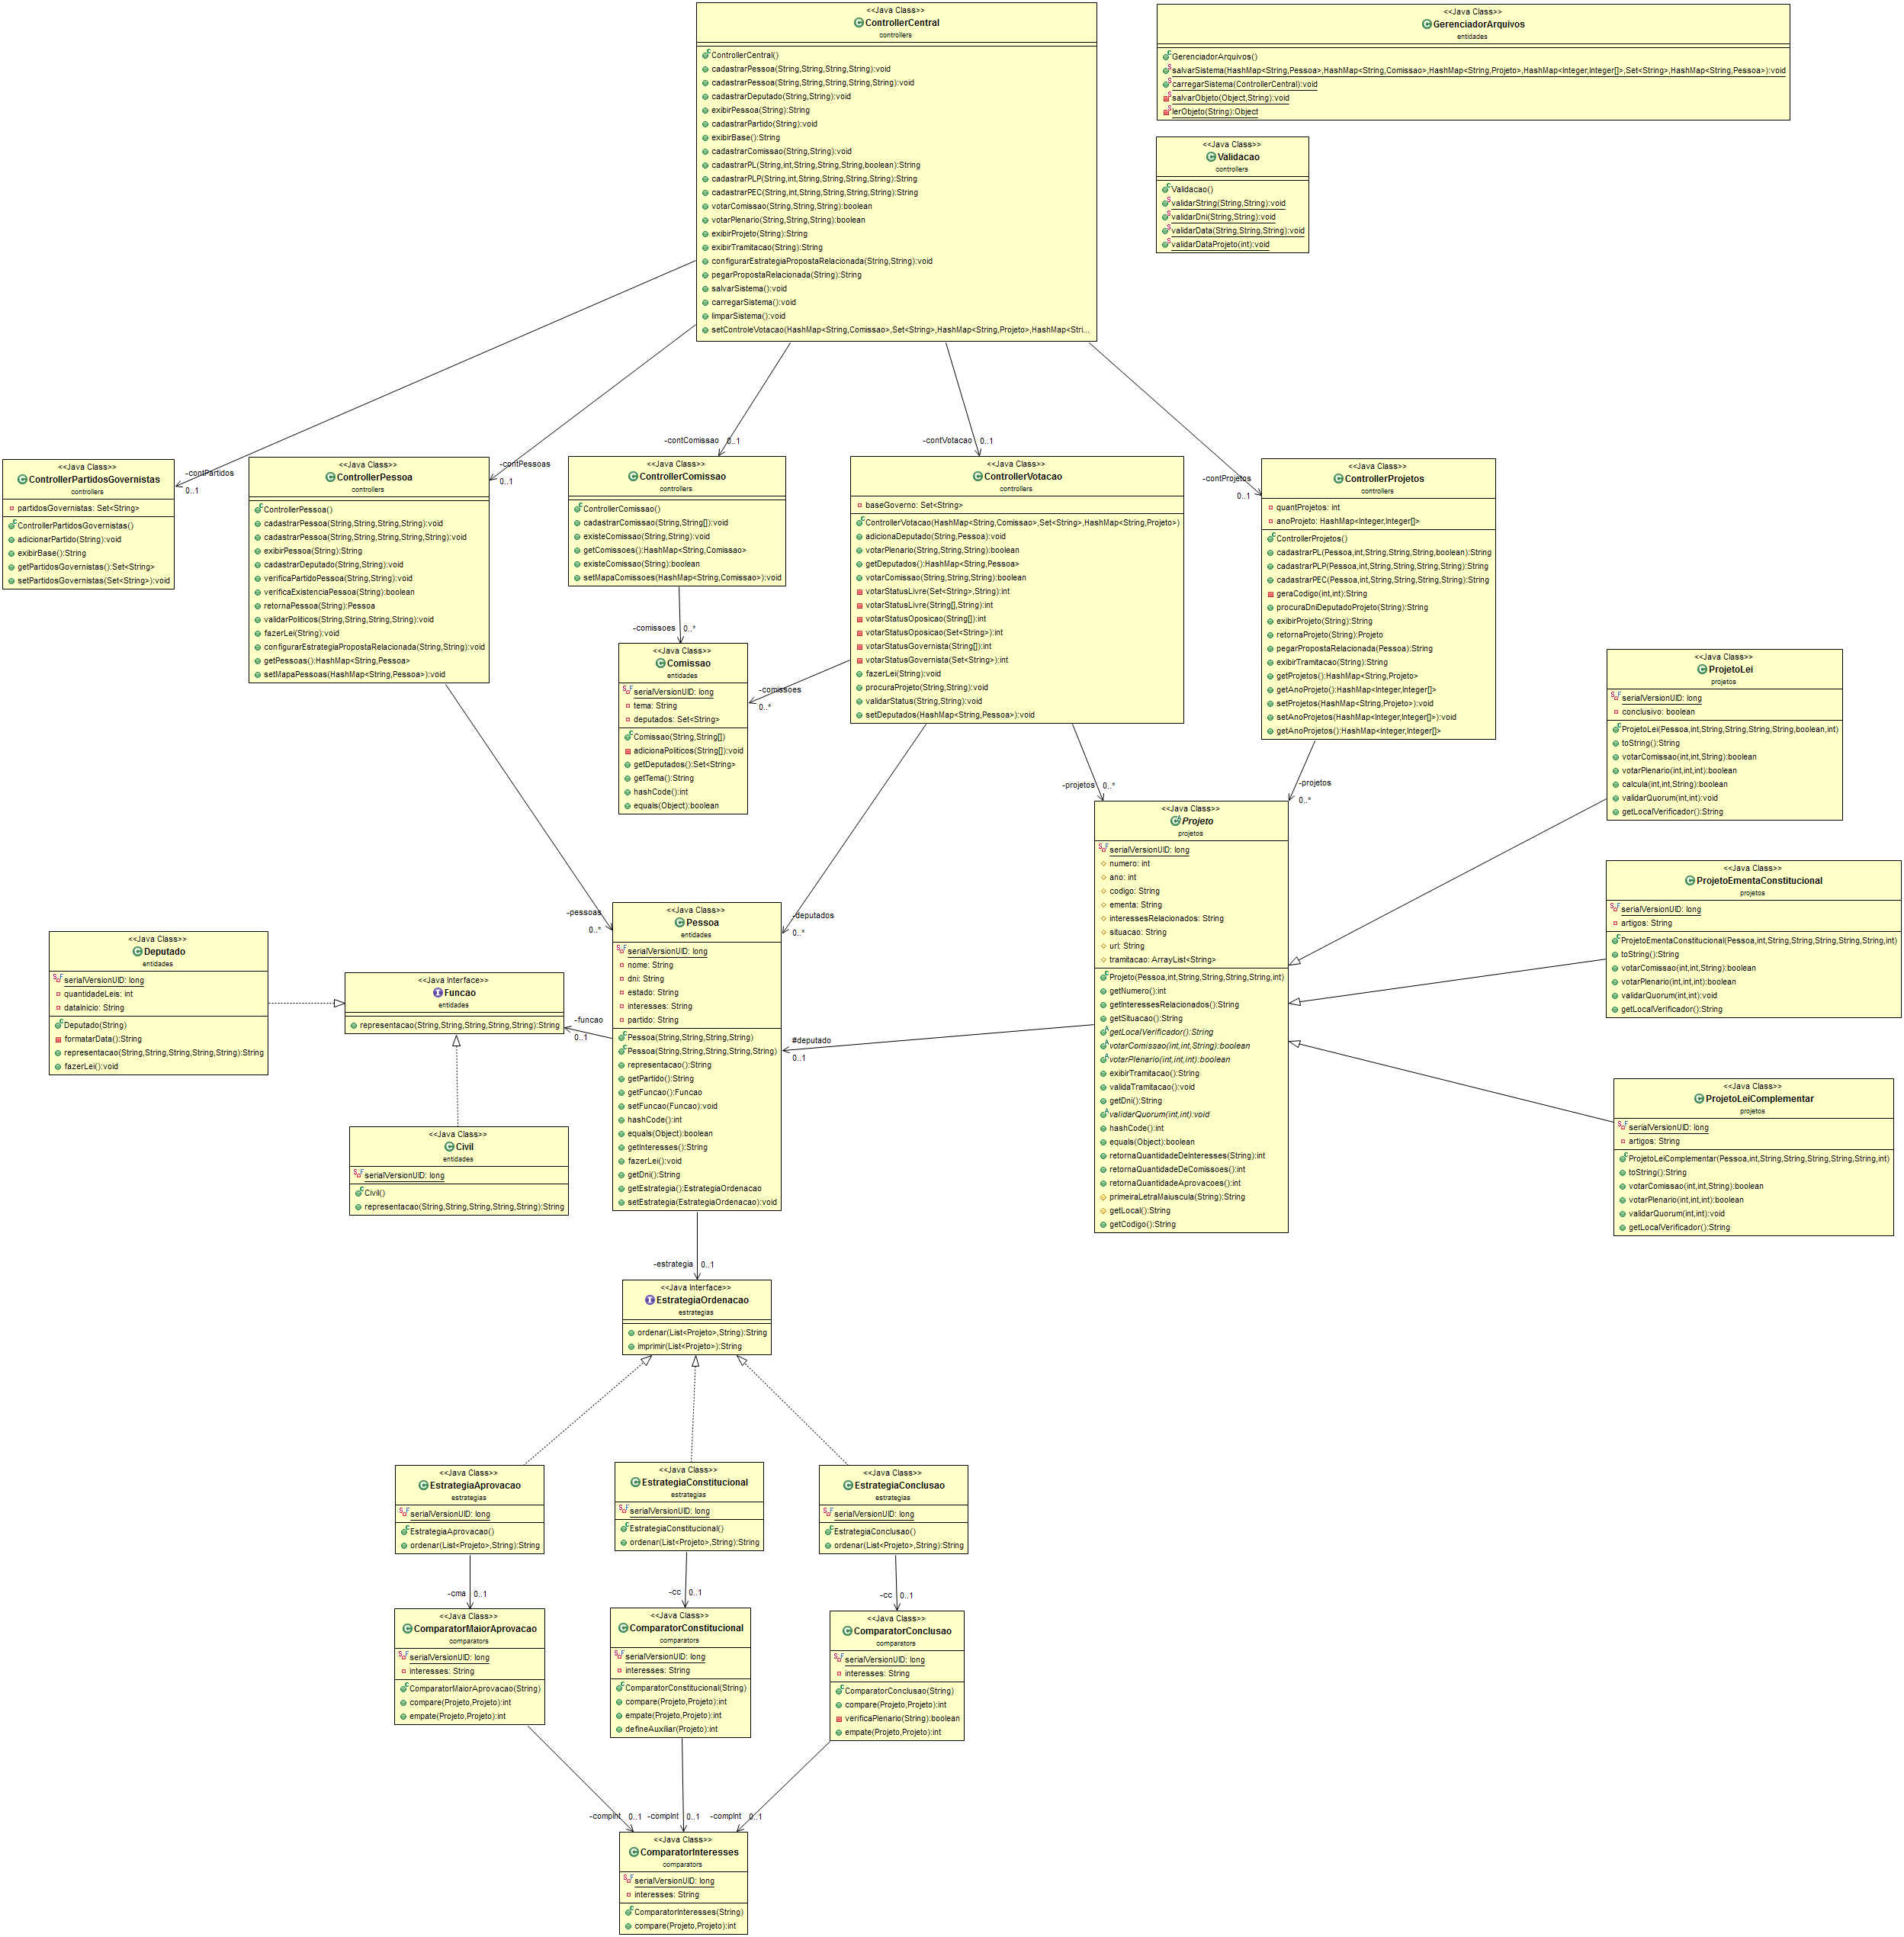 <<Java Class>>
ControllerCentral
controllers
ControllerCentral()
cadastrarPessoa(String,String,String,String):void
cadastrarPessoa(String,String,String,String,String):void
cadastrarDeputado(String,String):void
exibirPessoa(String):String
cadastrarPartido(String):void
exibirBase():String
cadastrarComissao(String,String):void
cadastrarPL(String,int,String,String,String,boolean):String
cadastrarPLP(String,int,String,String,String,String):String
cadastrarPEC(String,int,String,String,String,String):String
votarComissao(String,String,String):boolean
votarPlenario(String,String,String):boolean
exibirProjeto(String):String
exibirTramitacao(String):String
configurarEstrategiaPropostaRelacionada(String,String):void
pegarPropostaRelacionada(String):String
salvarSistema():void
carregarSistema():void
limparSistema():void
setControleVotacao(HashMap<String,Comissao>,Set<String>,HashMap<String,Projeto>,HashMap<Stri...
<<Java Class>>
GerenciadorArquivos
entidades
GerenciadorArquivos()
salvarSistema(HashMap<String,Pessoa>,HashMap<String,Comissao>,HashMap<String,Projeto>,HashMap<Integer,Integer[]>,Set<String>,HashMap<String,Pessoa>):void
carregarSistema(ControllerCentral):void
salvarObjeto(Object,String):void
lerObjeto(String):Object
<<Java Class>>
Validacao
controllers
Validacao()
validarString(String,String):void
validarDni(String,String):void
validarData(String,String,String):void
validarDataProjeto(int):void
-contPartidos
0..1
-contPessoas
0..1
-contComissao
0..1
-contVotacao
0..1
-contProjetos
0..1
<<Java Class>>
ControllerPartidosGovernistas
controllers
partidosGovernistas: Set<String>
ControllerPartidosGovernistas()
adicionarPartido(String):void
exibirBase():String
getPartidosGovernistas():Set<String>
setPartidosGovernistas(Set<String>):void
<<Java Class>>
ControllerPessoa
controllers
ControllerPessoa()
cadastrarPessoa(String,String,String,String):void
cadastrarPessoa(String,String,String,String,String):void
exibirPessoa(String):String
cadastrarDeputado(String,String):void
verificaPartidoPessoa(String,String):void
verificaExistenciaPessoa(String):boolean
retornaPessoa(String):Pessoa
validarPoliticos(String,String,String,String):void
fazerLei(String):void
configurarEstrategiaPropostaRelacionada(String,String):void
getPessoas():HashMap<String,Pessoa>
setMapaPessoas(HashMap<String,Pessoa>):void
<<Java Class>>
ControllerComissao
controllers
ControllerComissao()
cadastrarComissao(String,String[]):void
existeComissao(String,String):void
getComissoes():HashMap<String,Comissao>
existeComissao(String):boolean
setMapaComissoes(HashMap<String,Comissao>):void
<<Java Class>>
ControllerVotacao
controllers
baseGoverno: Set<String>
ControllerVotacao(HashMap<String,Comissao>,Set<String>,HashMap<String,Projeto>)
adicionaDeputado(String,Pessoa):void
votarPlenario(String,String,String):boolean
getDeputados():HashMap<String,Pessoa>
votarComissao(String,String,String):boolean
votarStatusLivre(Set<String>,String):int
votarStatusLivre(String[],String):int
votarStatusOposicao(String[]):int
votarStatusOposicao(Set<String>):int
votarStatusGovernista(String[]):int
votarStatusGovernista(Set<String>):int
fazerLei(String):void
procuraProjeto(String,String):void
validarStatus(String,String):void
setDeputados(HashMap<String,Pessoa>):void
<<Java Class>>
ControllerProjetos
controllers
quantProjetos: int
anoProjeto: HashMap<Integer,Integer[]>
ControllerProjetos()
cadastrarPL(Pessoa,int,String,String,String,boolean):String
cadastrarPLP(Pessoa,int,String,String,String,String):String
cadastrarPEC(Pessoa,int,String,String,String,String):String
geraCodigo(int,int):String
procuraDniDeputadoProjeto(String):String
exibirProjeto(String):String
retornaProjeto(String):Projeto
pegarPropostaRelacionada(Pessoa):String
exibirTramitacao(String):String
getProjetos():HashMap<String,Projeto>
getAnoProjeto():HashMap<Integer,Integer[]>
setProjetos(HashMap<String,Projeto>):void
setAnoProjetos(HashMap<Integer,Integer[]>):void
getAnoProjetos():HashMap<Integer,Integer[]>
-comissoes
0..*
<<Java Class>>
Comissao
entidades
serialVersionUID: long
tema: String
deputados: Set<String>
Comissao(String,String[])
adicionaPoliticos(String[]):void
getDeputados():Set<String>
getTema():String
hashCode():int
equals(Object):boolean
-comissoes
0..*
<<Java Class>>
ProjetoLei
projetos
serialVersionUID: long
conclusivo: boolean
ProjetoLei(Pessoa,int,String,String,String,String,boolean,int)
toString():String
votarComissao(int,int,String):boolean
votarPlenario(int,int,int):boolean
calcula(int,int,String):boolean
validarQuorum(int,int):void
getLocalVerificador():String
-projetos
0..*
-projetos
0..*
<<Java Class>>
Projeto
projetos
serialVersionUID: long
numero: int
ano: int
codigo: String
ementa: String
interessesRelacionados: String
situacao: String
url: String
tramitacao: ArrayList<String>
Projeto(Pessoa,int,String,String,String,String,int)
getNumero():int
getInteressesRelacionados():String
getSituacao():String
getLocalVerificador():String
votarComissao(int,int,String):boolean
votarPlenario(int,int,int):boolean
exibirTramitacao():String
validaTramitacao():void
getDni():String
validarQuorum(int,int):void
hashCode():int
equals(Object):boolean
retornaQuantidadeDeInteresses(String):int
retornaQuantidadeDeComissoes():int
retornaQuantidadeAprovacoes():int
primeiraLetraMaiuscula(String):String
getLocal():String
getCodigo():String
<<Java Class>>
ProjetoEmentaConstitucional
projetos
serialVersionUID: long
artigos: String
ProjetoEmentaConstitucional(Pessoa,int,String,String,String,String,String,int)
toString():String
votarComissao(int,int,String):boolean
votarPlenario(int,int,int):boolean
validarQuorum(int,int):void
getLocalVerificador():String
<<Java Class>>
ProjetoLeiComplementar
projetos
serialVersionUID: long
artigos: String
ProjetoLeiComplementar(Pessoa,int,String,String,String,String,String,int)
toString():String
votarComissao(int,int,String):boolean
votarPlenario(int,int,int):boolean
validarQuorum(int,int):void
getLocalVerificador():String
-pessoas
0..*
-deputados
0..*
<<Java Class>>
Pessoa
entidades
serialVersionUID: long
nome: String
dni: String
estado: String
interesses: String
partido: String
Pessoa(String,String,String,String)
Pessoa(String,String,String,String,String)
representacao():String
getPartido():String
getFuncao():Funcao
setFuncao(Funcao):void
hashCode():int
equals(Object):boolean
getInteresses():String
fazerLei():void
getDni():String
getEstrategia():EstrategiaOrdenacao
setEstrategia(EstrategiaOrdenacao):void
#deputado
0..1
<<Java Class>>
Deputado
entidades
serialVersionUID: long
quantidadeLeis: int
dataInicio: String
Deputado(String)
formatarData():String
representacao(String,String,String,String,String):String
fazerLei():void
<<Java Interface>>
Funcao
entidades
representacao(String,String,String,String,String):String
-funcao
0..1
<<Java Class>>
Civil
entidades
serialVersionUID: long
Civil()
representacao(String,String,String,String,String):String
-estrategia
0..1
<<Java Interface>>
EstrategiaOrdenacao
estrategias
ordenar(List<Projeto>,String):String
imprimir(List<Projeto>):String
<<Java Class>>
EstrategiaAprovacao
estrategias
serialVersionUID: long
EstrategiaAprovacao()
ordenar(List<Projeto>,String):String
<<Java Class>>
EstrategiaConstitucional
estrategias
serialVersionUID: long
EstrategiaConstitucional()
ordenar(List<Projeto>,String):String
<<Java Class>>
EstrategiaConclusao
estrategias
serialVersionUID: long
EstrategiaConclusao()
ordenar(List<Projeto>,String):String
-cma
0..1
-cc
0..1
-cc
0..1
<<Java Class>>
ComparatorMaiorAprovacao
comparators
serialVersionUID: long
interesses: String
ComparatorMaiorAprovacao(String)
compare(Projeto,Projeto):int
empate(Projeto,Projeto):int
<<Java Class>>
ComparatorConstitucional
comparators
serialVersionUID: long
interesses: String
ComparatorConstitucional(String)
compare(Projeto,Projeto):int
empate(Projeto,Projeto):int
defineAuxiliar(Projeto):int
<<Java Class>>
ComparatorConclusao
comparators
serialVersionUID: long
interesses: String
ComparatorConclusao(String)
compare(Projeto,Projeto):int
verificaPlenario(String):boolean
empate(Projeto,Projeto):int
-compInt
0..1
-compInt
0..1
-compInt
0..1
<<Java Class>>
ComparatorInteresses
comparators
serialVersionUID: long
interesses: String
ComparatorInteresses(String)
compare(Projeto,Projeto):int